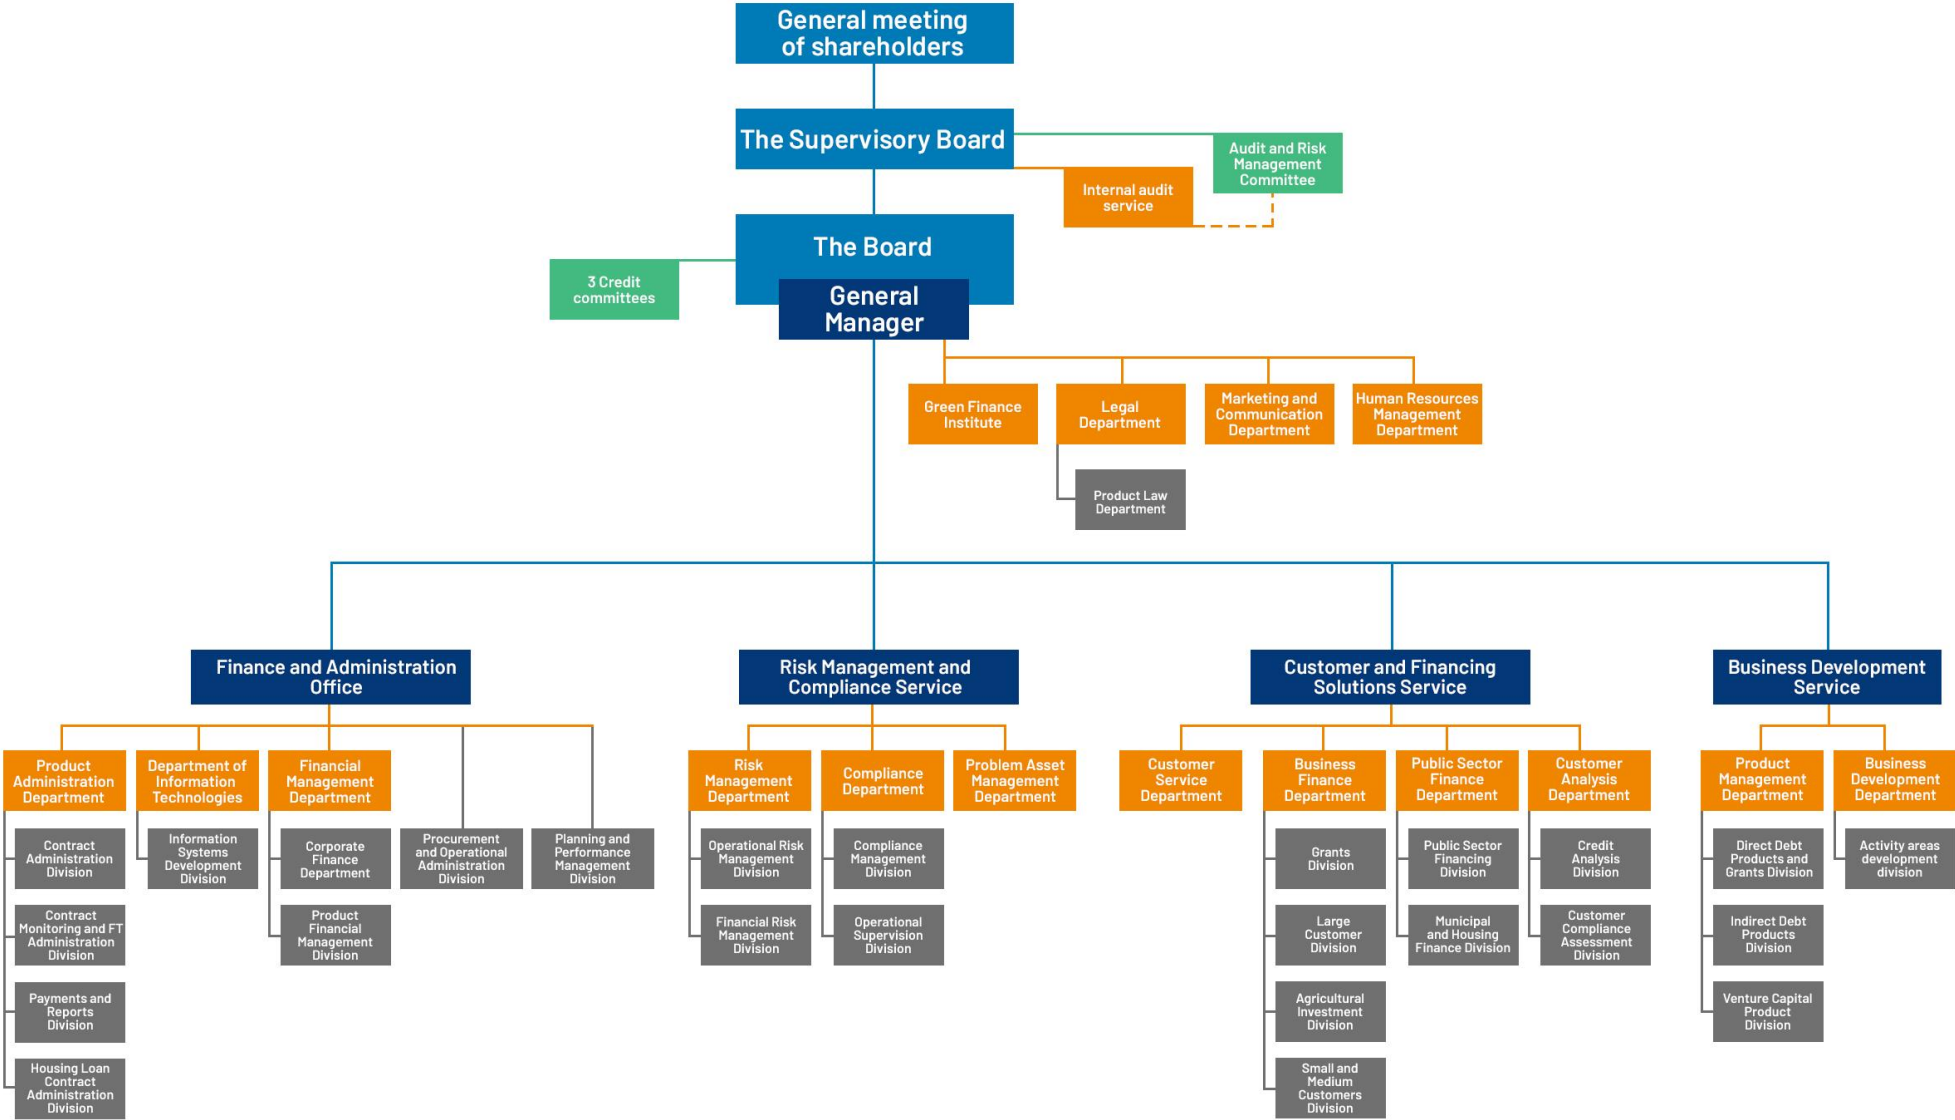 General meeting
of shareholders
The Supervisory Board
Audit and Risk
Management
Committee
Internal audit
service
The Board
3 Credit
committees
General
Manager
Green Finance
Institute
Legal
Department
Marketing and
Communication
Department
Human Resources
Management
Department
Product Law
Department
Finance and Administration
Office
Risk Management and
Compliance Service
Customer and Financing
Solutions Service
Business Development
Service
Product
Administration
Department
Department of
Information
Technologies
Financial
Management
Department
Risk
Management
Department
Compliance
Department
Problem Asset
Management
Department
Customer
Service
Department
Business
Finance
Department
Public Sector
Finance
Department
Customer
Analysis
Department
Product
Management
Department
Business
Development
Department
Contract
Administration
Division
Information
Systems
Development
Division
Corporate
Finance
Department
Procurement
and Operational
Administration
Division
Planning and
Performance
Management
Division
Operational Risk
Management
Division
Compliance
Management
Division
Grants
Division
Public Sector
Financing
Division
Credit
Analysis
Division
Direct Debt
Products and
Grants Division
Activity areas
development
division
Contract
Monitoring and FT
Administration
Division
Product
Financial
Management
Division
Financial Risk
Management
Division
Operational
Supervision
Division
Large
Customer
Division
Municipal
and Housing
Finance Division
Customer
Compliance
Assessment
Division
Indirect Debt
Products
Division
Payments and
Reports
Division
Agricultural
Investment
Division
Venture Capital
Product
Division
Housing Loan
Contract
Administration
Division
Small and
Medium
Customers
Division